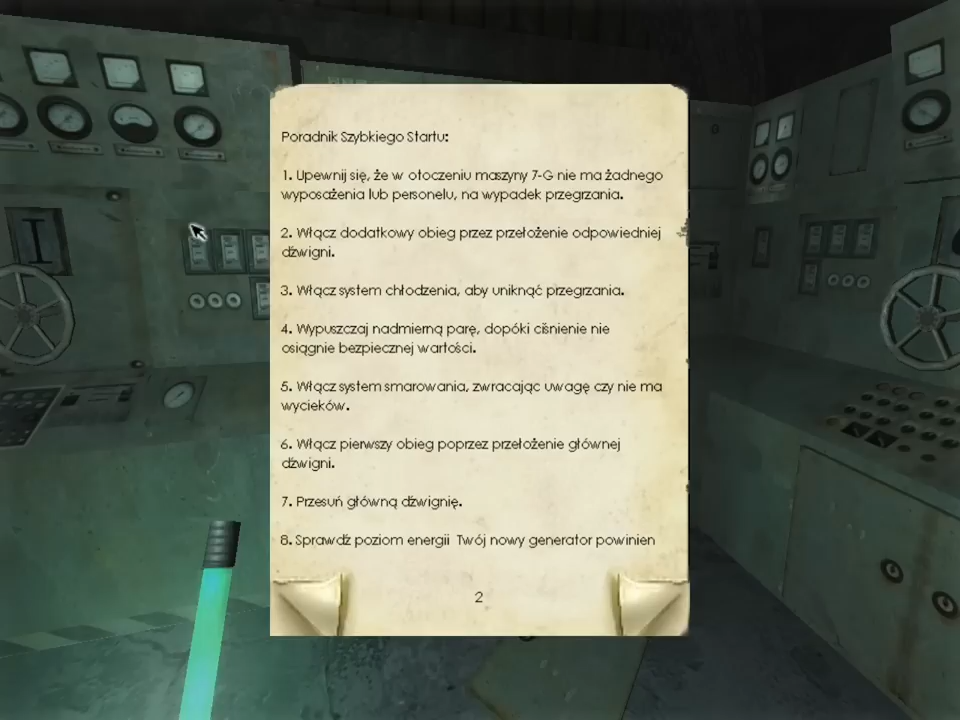 Poradnik Szybkiego Startu:
1. Upewnij się, że w otoczeniu maszyny 7-G nie ma żadnego
wyposażenia lub personelu, na wypadek przegrzania.
2. Włącz dodatkowy obieg przez przełożenie odpowiedniej
dźwigni.
3. Włącz system chłodzenia, aby uniknąć przegrzania.
4. Wypuszczaj nadmierną parę, dopóki ciśnienie nie
osiągnie bezpiecznej wartości.
5. Włącz system smarowania, zwracając uwagę czy nie ma
wycieków.
6. Włącz pierwszy obieg poprzez przełożenie głównej
dźwigni.
7. Przesuń główną dźwignię.
8. Sprawdź poziom energii Twój nowy generator powinien
2